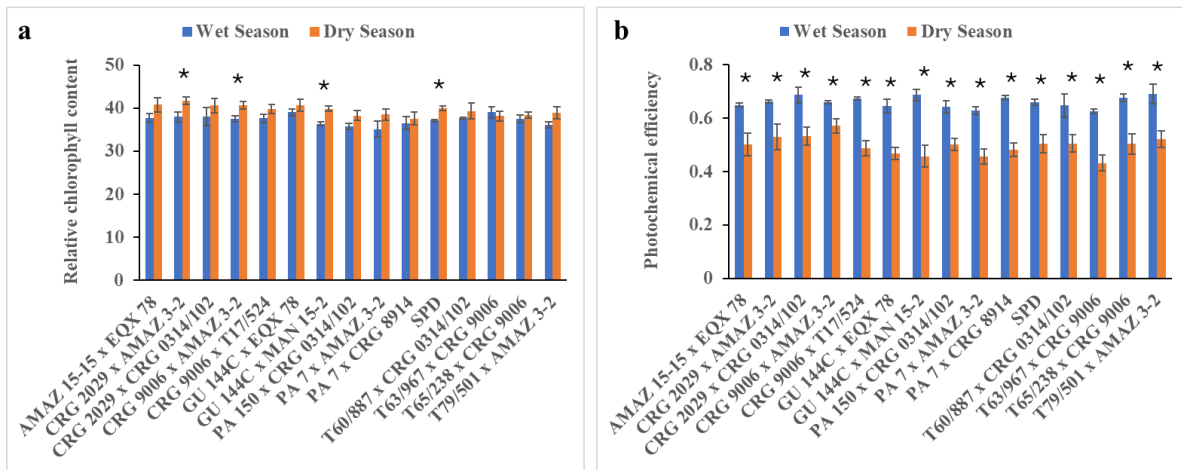 a
Wet Season
Dry Season
Relative chlorophyll content
50
40
30
20
10
0
* * * *
AMAZ 15-15 x EQX 78
CRG 2029 x AMAZ 3-2
CRG 2029 x CRG 0314/102
CRG 9006 x AMAZ 3-2
CRG 9006 x T17/524
GU 144C x EQX 78
GU 144C x MAN 15-2
PA 150 x CRG 0314/102
PA 7 x AMAZ 3-2
PA 7 x CRG 8914
SPD
T60/887 x CRG 0314/102
T63/967 x CRG 9006
T65/238 x CRG 9006
T79/501 x AMAZ 3-2
b
Wet Season
Dry Season
Photochemical efficiency
0.8
0.6
0.4
0.2
0
* * * * * * * * * * * * * * *
AMAZ 15-15 x EQX 78
CRG 2029 x AMAZ 3-2
CRG 2029 x CRG 0314/102
CRG 9006 x AMAZ 3-2
CRG 9006 x T17/524
GU 144C x EQX 78
GU 144C x MAN 15-2
PA 150 x CRG 0314/102
PA 7 x AMAZ 3-2
PA 7 x CRG 8914
SPD
T60/887 x CRG 0314/102
T63/967 x CRG 9006
T65/238 x CRG 9006
T79/501 x AMAZ 3-2